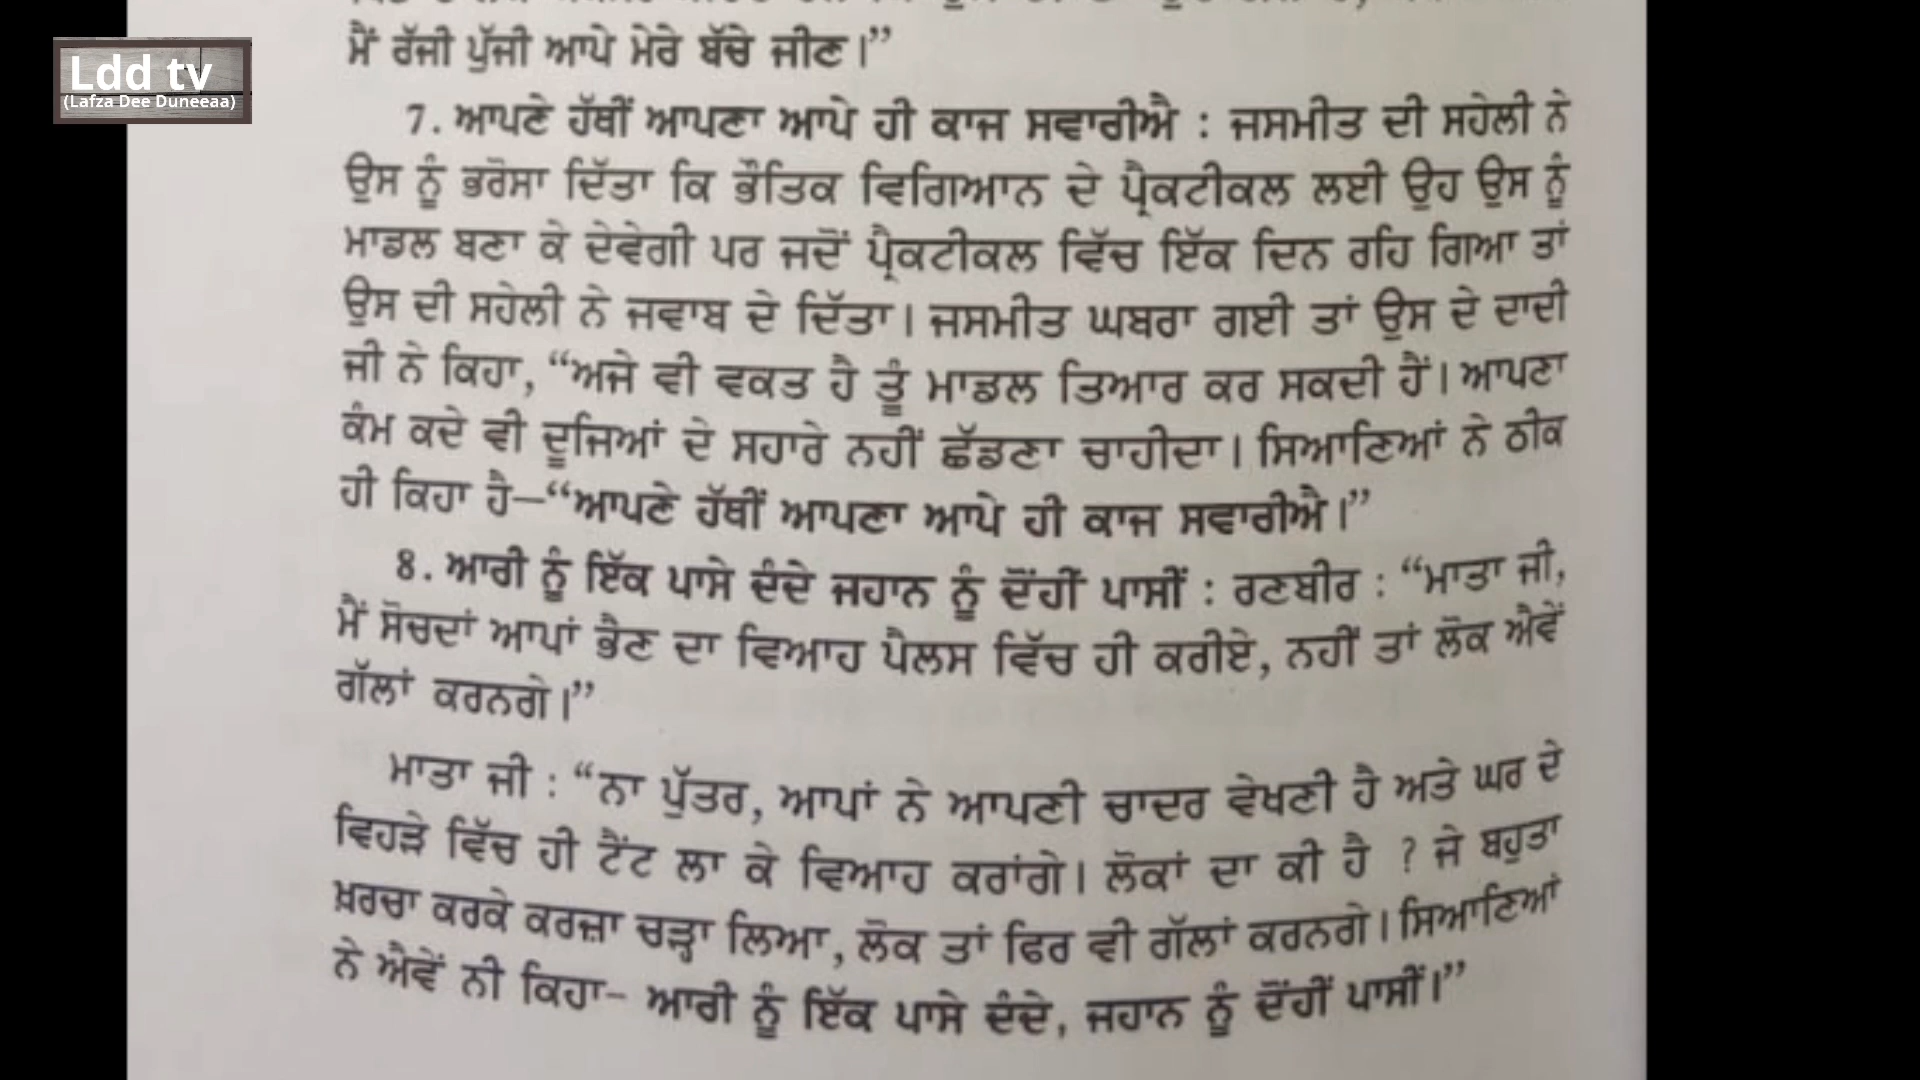 Ldd tv
(Lafza Dee Duneeaa)
ਮੈਂ ਰੱਜੀ ਪੁੱਜੀ ਆਪੇ ਮੇਰੇ ਬੱਚੇ ਜੀਣ।”
7. ਆਪਣੇ ਹੱਥੀਂ ਆਪਣਾ ਆਪੇ ਹੀ ਕਾਜ ਸਵਾਰੀਐ : ਜਸਮੀਤ ਦੀ ਸਹੇਲੀ ਨੇ
ਉਸ ਨੂੰ ਭਰੋਸਾ ਦਿੱਤਾ ਕਿ ਭੌਤਿਕ ਵਿਗਿਆਨ ਦੇ ਪ੍ਰੈਕਟੀਕਲ ਲਈ ਉਹ ਉਸ ਨੂੰ
ਮਾਡਲ ਬਣਾ ਕੇ ਦੇਵੇਗੀ ਪਰ ਜਦੋਂ ਪ੍ਰੈਕਟੀਕਲ ਵਿੱਚ ਇੱਕ ਦਿਨ ਰਹਿ ਗਿਆ ਤਾਂ
ਉਸ ਦੀ ਸਹੇਲੀ ਨੇ ਜਵਾਬ ਦੇ ਦਿੱਤਾ। ਜਸਮੀਤ ਘਬਰਾ ਗਈ ਤਾਂ ਉਸ ਦੇ ਦਾਦੀ
ਜੀ ਨੇ ਕਿਹਾ, “ਅਜੇ ਵੀ ਵਕਤ ਹੈ ਤੂੰ ਮਾਡਲ ਤਿਆਰ ਕਰ ਸਕਦੀ ਹੈਂ। ਆਪਣਾ
ਕੰਮ ਕਦੇ ਵੀ ਦੂਜਿਆਂ ਦੇ ਸਹਾਰੇ ਨਹੀਂ ਛੱਡਣਾ ਚਾਹੀਦਾ। ਸਿਆਣਿਆਂ ਨੇ ਠੀਕ
ਹੀ ਕਿਹਾ ਹੈ—“ਆਪਣੇ ਹੱਥੀਂ ਆਪਣਾ ਆਪੇ ਹੀ ਕਾਜ ਸਵਾਰੀਐ।”
8. ਆਰੀ ਨੂੰ ਇੱਕ ਪਾਸੇ ਦੰਦੇ ਜਹਾਨ ਨੂੰ ਦੋਂਹੀਂ ਪਾਸੀਂ : ਰਣਬੀਰ : “ਮਾਤਾ ਜੀ,
ਮੈਂ ਸੋਚਦਾਂ ਆਪਾਂ ਭੈਣ ਦਾ ਵਿਆਹ ਪੈਲਸ ਵਿੱਚ ਹੀ ਕਰੀਏ, ਨਹੀਂ ਤਾਂ ਲੋਕ ਐਵੇਂ
ਗੱਲਾਂ ਕਰਨਗੇ।”
ਮਾਤਾ ਜੀ : “ਨਾ ਪੁੱਤਰ, ਆਪਾਂ ਨੇ ਆਪਣੀ ਚਾਦਰ ਵੇਖਣੀ ਹੈ ਅਤੇ ਘਰ ਦੇ
ਵਿਹੜੇ ਵਿੱਚ ਹੀ ਟੈਂਟ ਲਾ ਕੇ ਵਿਆਹ ਕਰਾਂਗੇ। ਲੋਕਾਂ ਦਾ ਕੀ ਹੈ ? ਜੇ ਬਹੁਤਾ
ਖ਼ਰਚਾ ਕਰਕੇ ਕਰਜ਼ਾ ਚੜ੍ਹਾ ਲਿਆ, ਲੋਕ ਤਾਂ ਫਿਰ ਵੀ ਗੱਲਾਂ ਕਰਨਗੇ। ਸਿਆਣਿਆਂ
ਨੇ ਐਵੇਂ ਨੀ ਕਿਹਾ– ਆਰੀ ਨੂੰ ਇੱਕ ਪਾਸੇ ਦੰਦੇ, ਜਹਾਨ ਨੂੰ ਦੋਂਹੀਂ ਪਾਸੀਂ।”